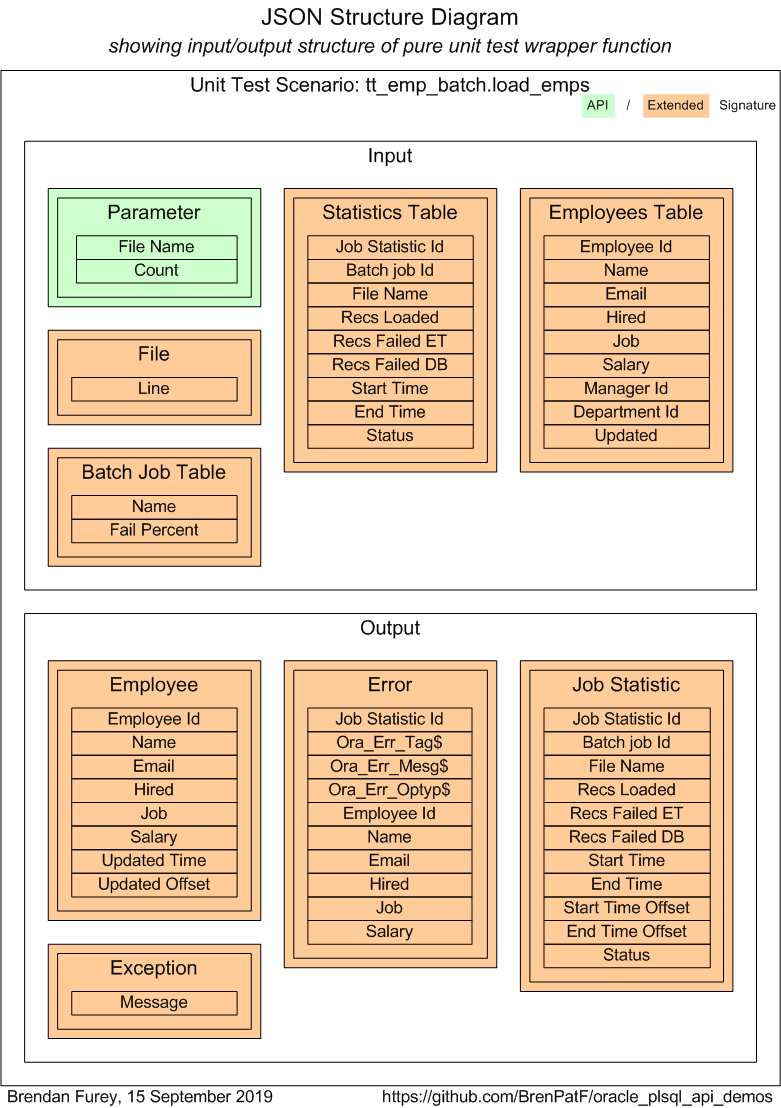 JSON Structure Diagram
showing input/output structure of pure unit test wrapper function
Unit Test Scenario: tt_emp_batch.load_emps
API / Extended Signature
Input
Parameter
File Name
Count
File
Line
Batch Job Table
Name
Fail Percent
Statistics Table
Job Statistic Id
Batch job Id
File Name
Recs Loaded
Recs Failed ET
Recs Failed DB
Start Time
End Time
Status
Employees Table
Employee Id
Name
Email
Hired
Job
Salary
Manager Id
Department Id
Updated
Output
Employee
Employee Id
Name
Email
Hired
Job
Salary
Updated Time
Updated Offset
Exception
Message
Error
Job Statistic Id
Ora_Err_Tag$
Ora_Err_Mesg$
Ora_Err_Optyp$
Employee Id
Name
Email
Hired
Job
Salary
Job Statistic
Job Statistic Id
Batch job Id
File Name
Recs Loaded
Recs Failed ET
Recs Failed DB
Start Time
End Time
Start Time Offset
End Time Offset
Status
Brendan Furey, 15 September 2019
https://github.com/BrenPatF/oracle_plsql_api_demos